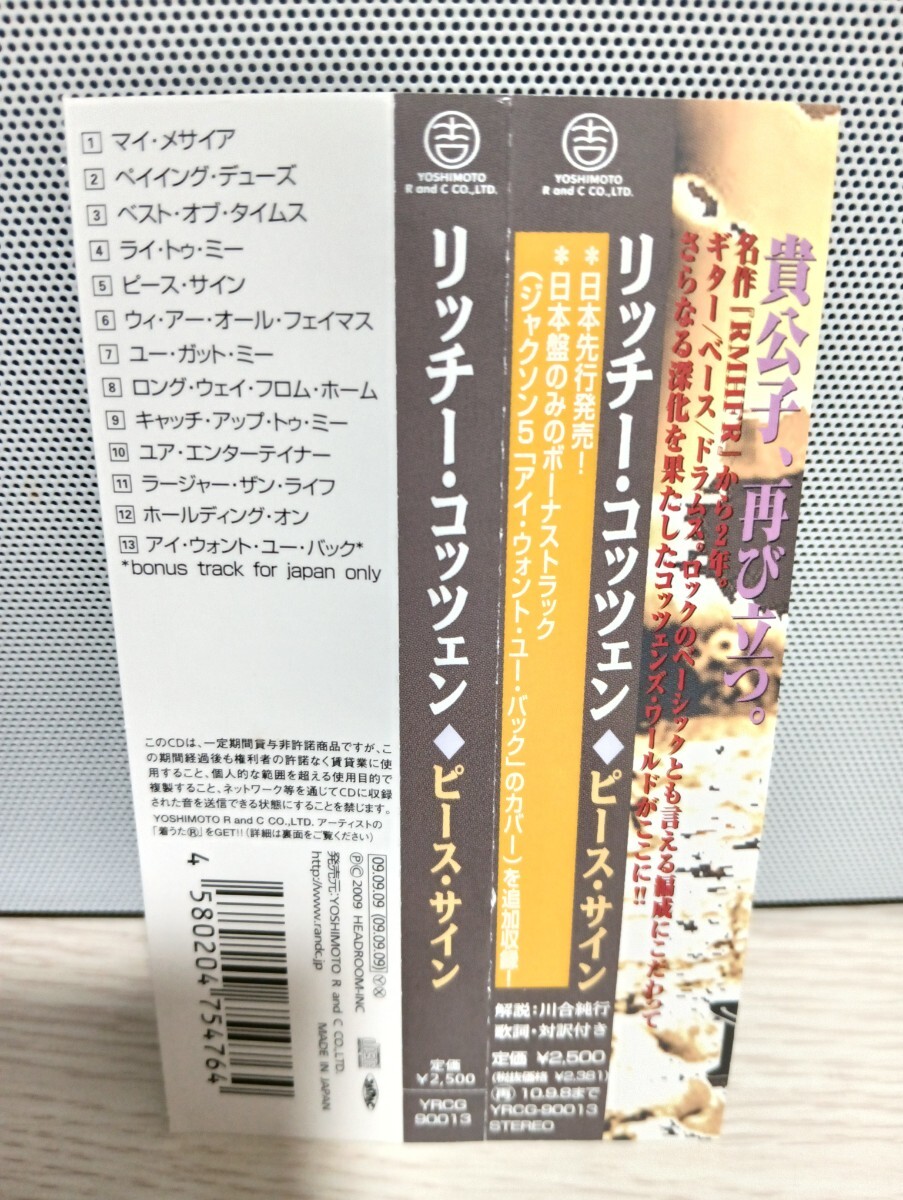 1 マイ・メサイア
2 ペイイング・デューズ
3 ベスト・オブ・タイムス
4 ライ・トゥ・ミー
5 ピース・サイン
6 ウィ・アー・オール・フェイマス
7 ユー・ガット・ミー
8 ロング・ウェイ・フロム・ホーム
9 キャッチ・アップ・トゥ・ミー
10 ユア・エンターテイナー
11 ラージャー・ザン・ライフ
12 ホールディング・オン
13 アイ・ウォント・ユー・バック*
*bonus track for japan only
このCDは、一定期間貸与非許諾商品ですが、こ
の期間経過後も権利者の許諾なく賃貸業に
使用すること、個人的な範囲を超える使用目的で
複製すること、ネットワーク等を通じてCDに収録
された音を送信できる状態にすることを禁じます。
YOSHIMOTO R and C CO.,LTD. アーティストの
「着うた®」をGET!!(詳細は裏面をご覧ください)
4 580204 754764
09.09.09 (09.09.09) Ⓨ Ⓧ
ⓅⒸ 2009 HEADROOM-INC
発売元:YOSHIMOTO R and C CO.,LTD.
http://www.randc.jp
MADE IN JAPAN
YOSHIMOTO
R and C CO.,LTD.
リッチー・コッツェン◆ピース・サイン
定価
¥2,500
YRCG
90013
YOSHIMOTO
R and C CO.,LTD.
リッチー・コッツェン◆ピース・サイン
*日本先行発売!
*日本盤のみのボーナストラック
(ジャクソン5「アイ・ウォント・ユー・バック」のカバー)を追加収録!
解説:川合純行
歌詞・対訳付き
定価 ¥2,500
(税抜価格 ¥2,381)
再 10.9.8まで
YRCG-90013
STEREO
貴公子、再び立つ。
名作『RMHFR』から2年。
ギター/ベース/ドラムス。ロックのベーシックとも言える編成にこだわって
さらなる深化を果たしたコッツェンズ・ワールドがここに!!